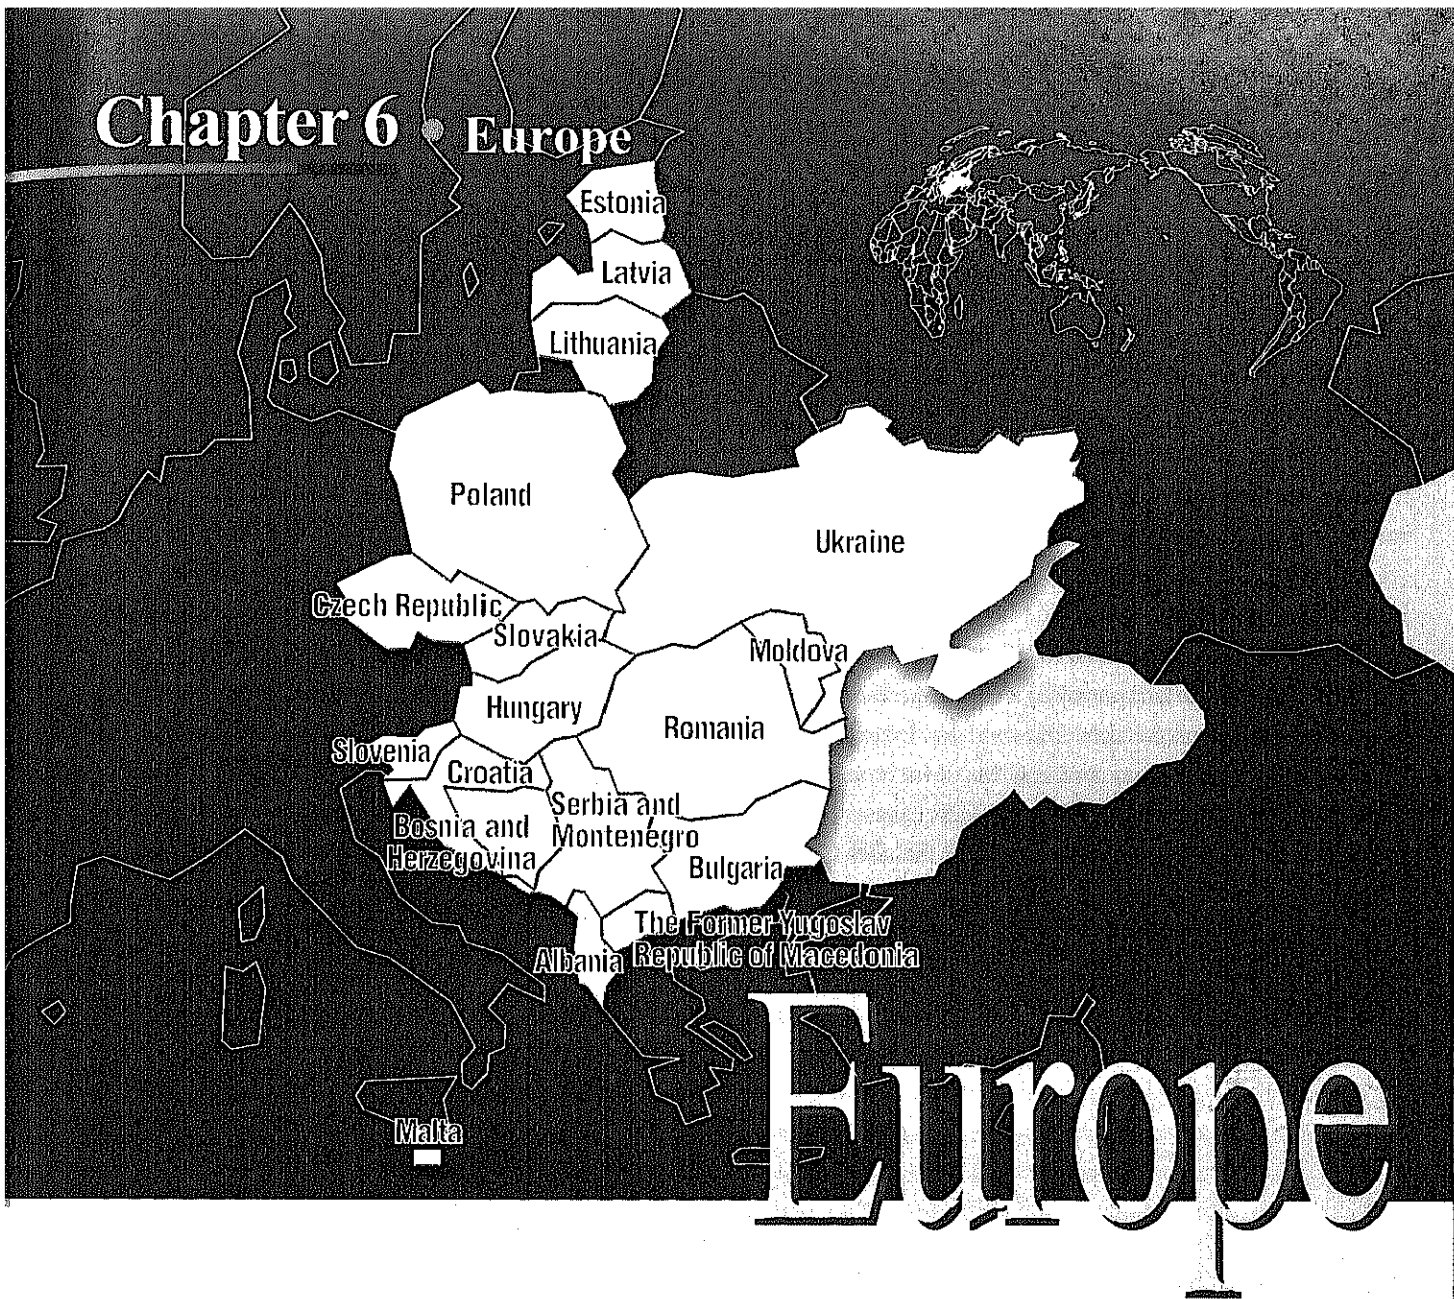 Chapter 6 • Europe
Estonia
Latvia
Lithuania
Poland
Ukraine
Czech Republic
Slovakia
Moldova
Hungary
Romania
Slovenia
Croatia
Serbia and
Montenegro
Bosnia and
Herzegovina
Bulgaria
The Former Yugoslav
Republic of Macedonia
Albania
Malta
Europe